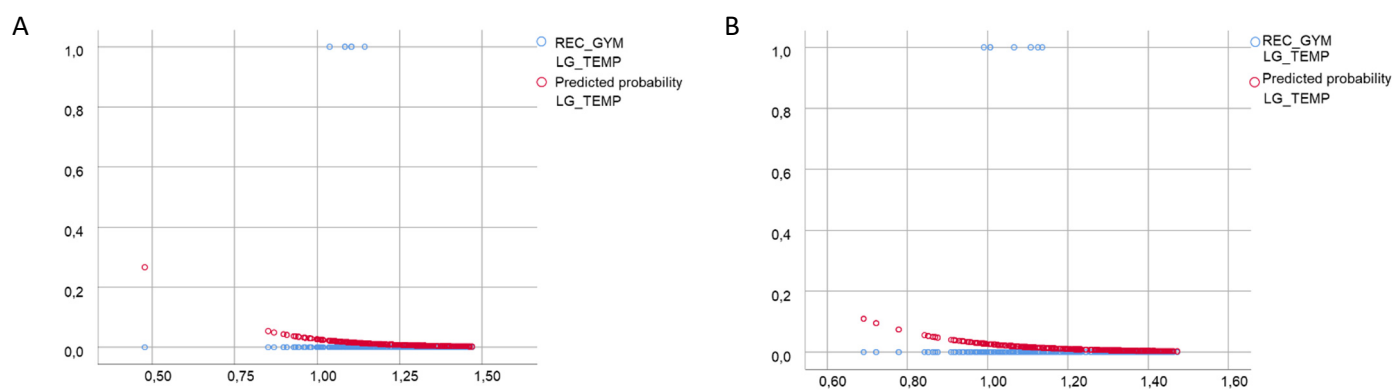 A
1,0
0,8
0,6
0,4
0,2
0,0
0,50 0,75 1,00 1,25 1,50
REC_GYM
LG_TEMP
Predicted probability
LG_TEMP
B
1,0
0,8
0,6
0,4
0,2
0,0
0,60 0,80 1,00 1,20 1,40 1,60
REC_GYM
LG_TEMP
Predicted probability
LG_TEMP